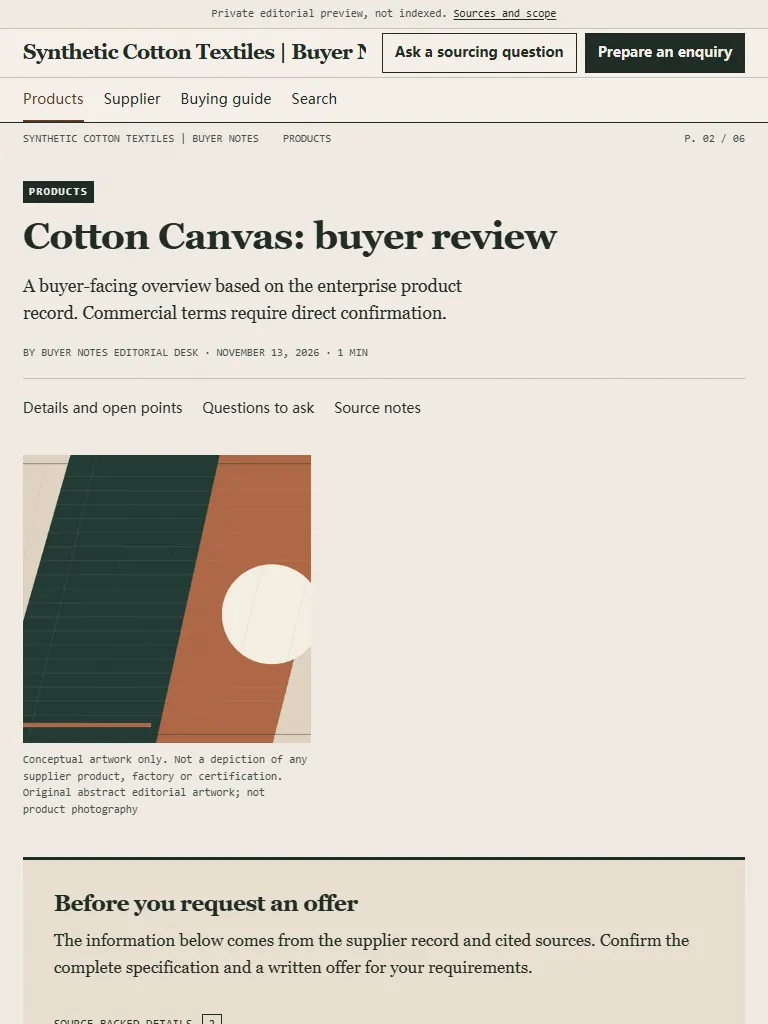 Private editorial preview, not indexed. Sources and scope
Synthetic Cotton Textiles | Buyer
Ask a sourcing question
Prepare an enquiry
Products
Supplier
Buying guide
Search
SYNTHETIC COTTON TEXTILES | BUYER NOTES
PRODUCTS
P. 02 / 06
PRODUCTS
Cotton Canvas: buyer review
A buyer-facing overview based on the enterprise product
record. Commercial terms require direct confirmation.
BY BUYER NOTES EDITORIAL DESK · NOVEMBER 13, 2026 · 1 MIN
Details and open points
Questions to ask
Source notes
Conceptual artwork only. Not a depiction of any
supplier product, factory or certification.
Original abstract editorial artwork; not
product photography
Before you request an offer
The information below comes from the supplier record and cited sources. Confirm the
complete specification and a written offer for your requirements.
SOURCE-BACKED DETAILS